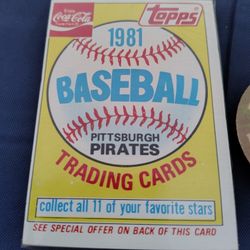 Enjoy
Coca-Cola
Topps
1981
BASEBALL
PITTSBURGH
PIRATES
TRADING CARDS
collect all 11 of your favorite stars
SEE SPECIAL OFFER ON BACK OF THIS CARD